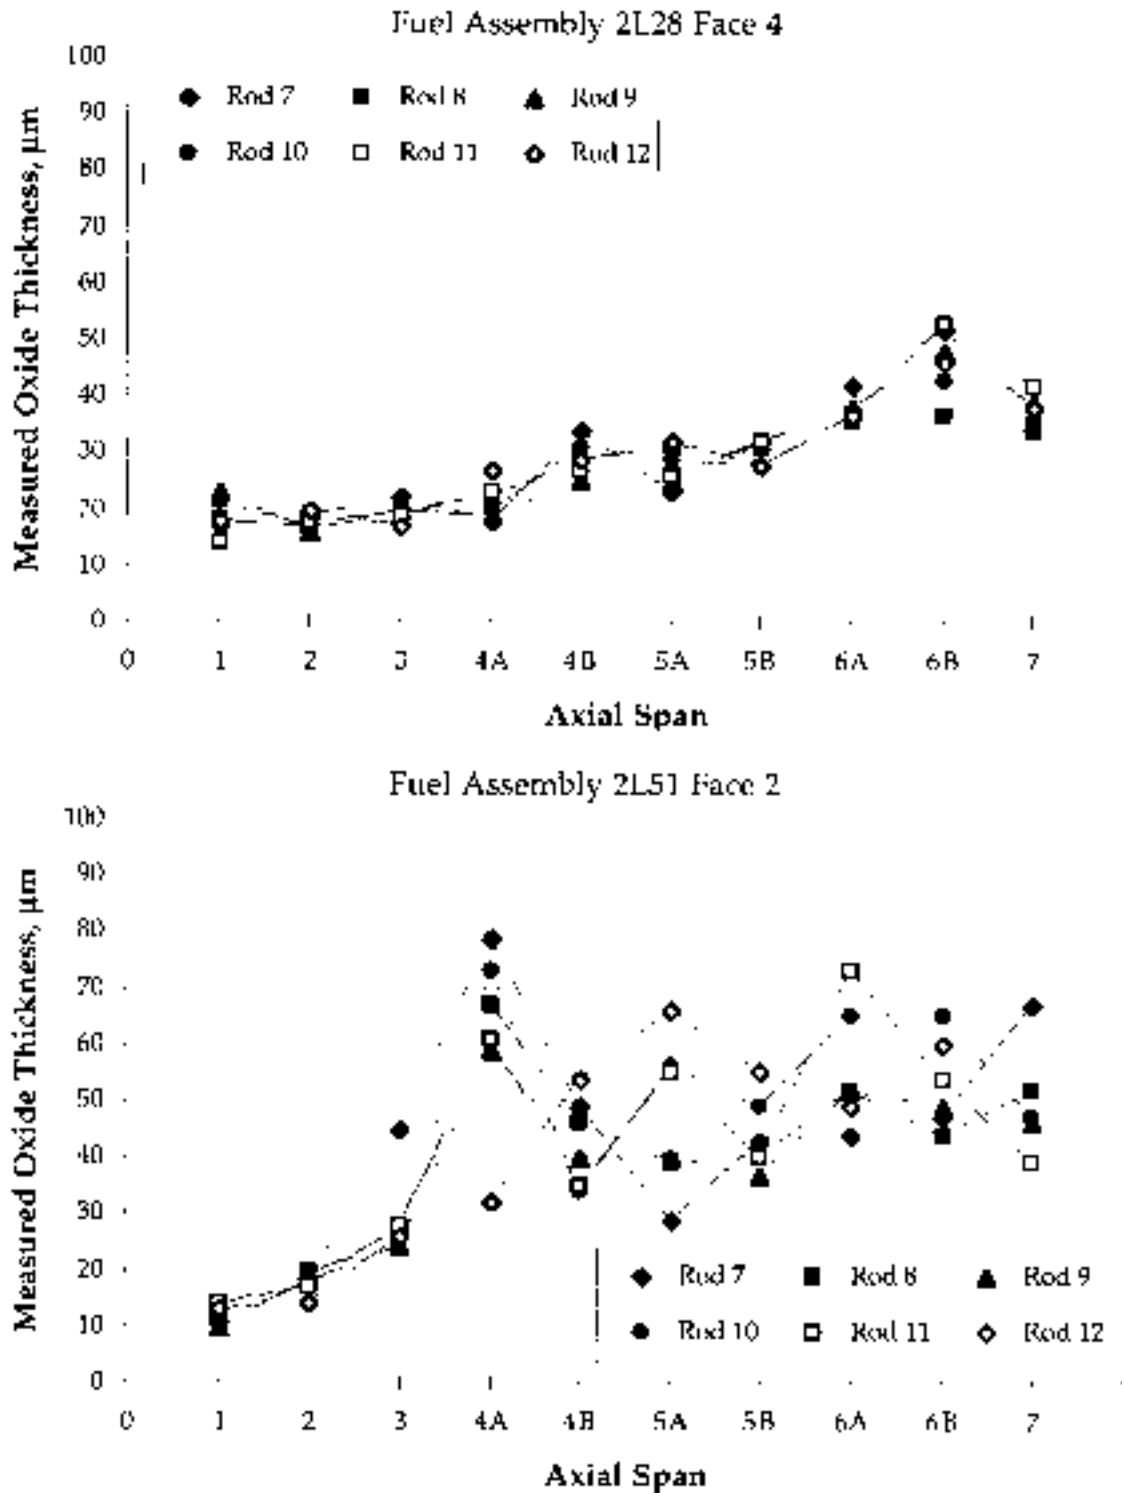 Fuel Assembly 2L28 Face 4
Measured Oxide Thickness, µm
100
90
80
70
60
50
40
30
20
10
0
Rod 7 Rod 8 Rod 9
Rod 10 Rod 11 Rod 12
0 1 2 3 4A 4B 5A 5B 6A 6B 7
Axial Span
Fuel Assembly 2L51 Face 2
Measured Oxide Thickness, µm
100
90
80
70
60
50
40
30
20
10
0
Rod 7 Rod 8 Rod 9
Rod 10 Rod 11 Rod 12
0 1 2 3 4A 4B 5A 5B 6A 6B 7
Axial Span